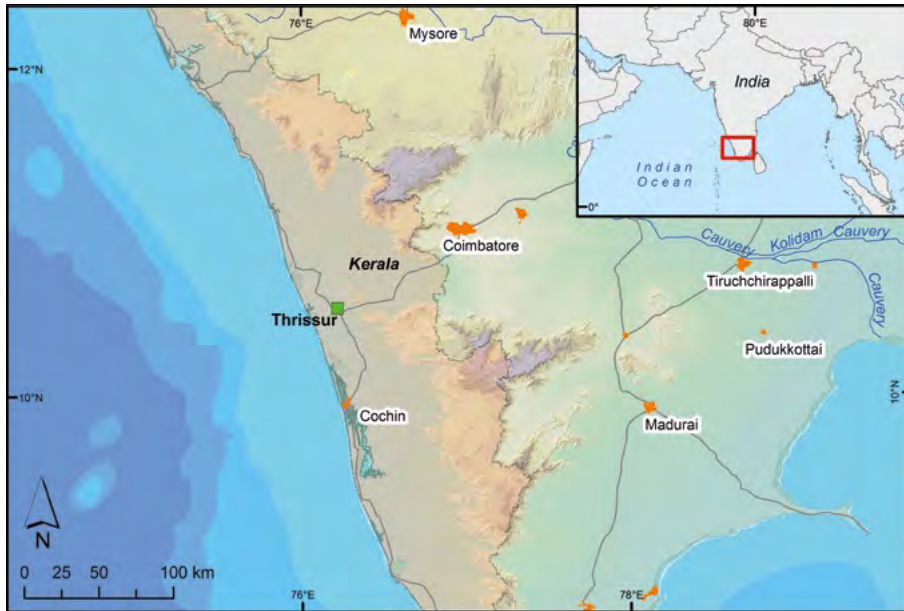 76°E
80°E
Mysore
12°N
India
Indian
Ocean
0°
Cauvery
Kolidam
Cauvery
Coimbatore
Kerala
Tiruchchirappalli
Cauvery
Thrissur
Pudukkottai
10°N
10°N
Cochin
Madurai
N
0 25 50 100 km
76°E
78°E